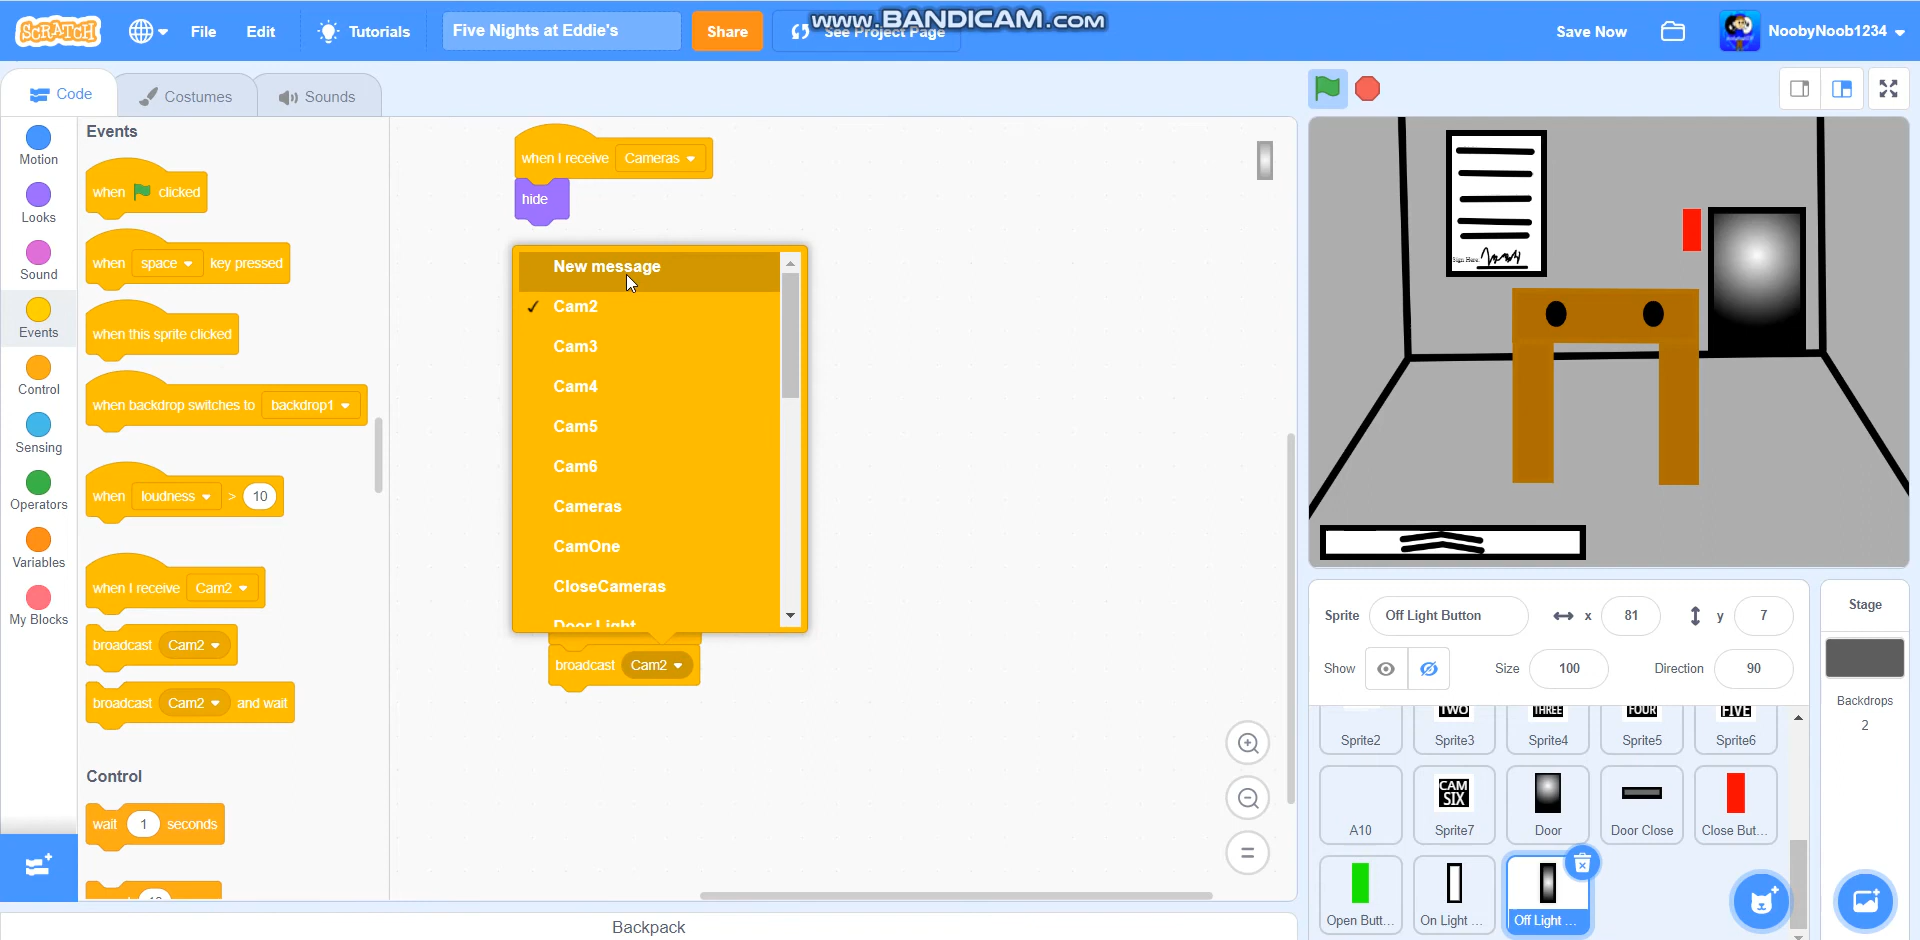 www.BANDICAM.com
SCRATCH File Edit Tutorials Five Nights at Eddie's Share See Project Page Save Now NoobyNoob1234
Code Costumes Sounds
Motion
Looks
Sound
Events
Control
Sensing
Operators
Variables
My Blocks
Events
when clicked
when space key pressed
when this sprite clicked
when backdrop switches to backdrop1
when loudness > 10
when I receive Cam2
broadcast Cam2
broadcast Cam2 and wait
Control
wait 1 seconds
when I receive Cameras
hide
New message
Cam2
Cam3
Cam4
Cam5
Cam6
Cameras
CamOne
CloseCameras
Door Light
broadcast Cam2
Backpack
Sign Here:
Sprite Off Light Button x 81 y 7
Show Size 100 Direction 90
TWO THREE FOUR FIVE
Sprite2 Sprite3 Sprite4 Sprite5 Sprite6
CAM
SIX
A10 Sprite7 Door Door Close Close But...
Open Butt... On Light ... Off Light ...
Stage
Backdrops
2